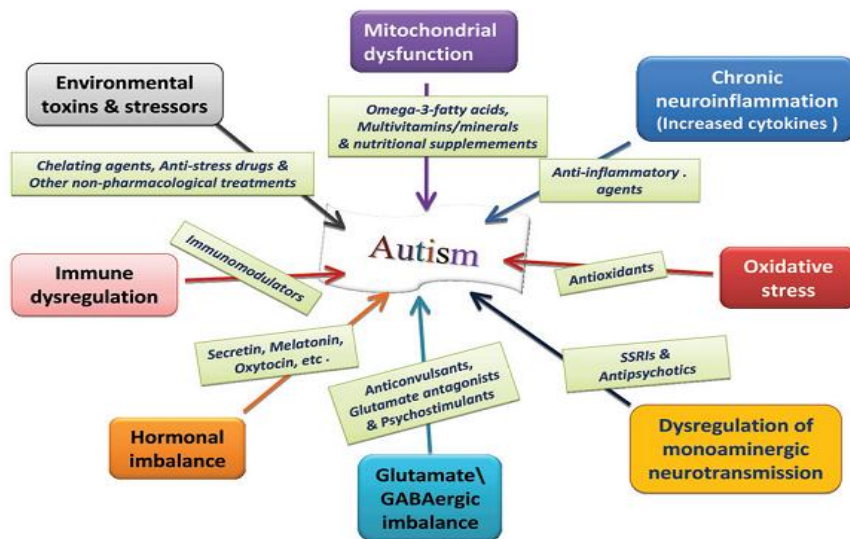 Mitochondrial
dysfunction
Environmental
toxins & stressors
Chronic
neuroinflammation
(Increased cytokines )
Omega-3-fatty acids,
Multivitamins/minerals
& nutritional supplemements
Chelating agents, Anti-stress drugs &
Other non-pharmacological treatments
Anti-inflammatory .
agents
Autism
Immune
dysregulation
Immunomodulators
Antioxidants
Oxidative
stress
Secretin, Melatonin,
Oxytocin, etc .
Anticonvulsants,
Glutamate antagonists
& Psychostimulants
SSRIs &
Antipsychotics
Hormonal
imbalance
Glutamate\
GABAergic
imbalance
Dysregulation of
monoaminergic
neurotransmission